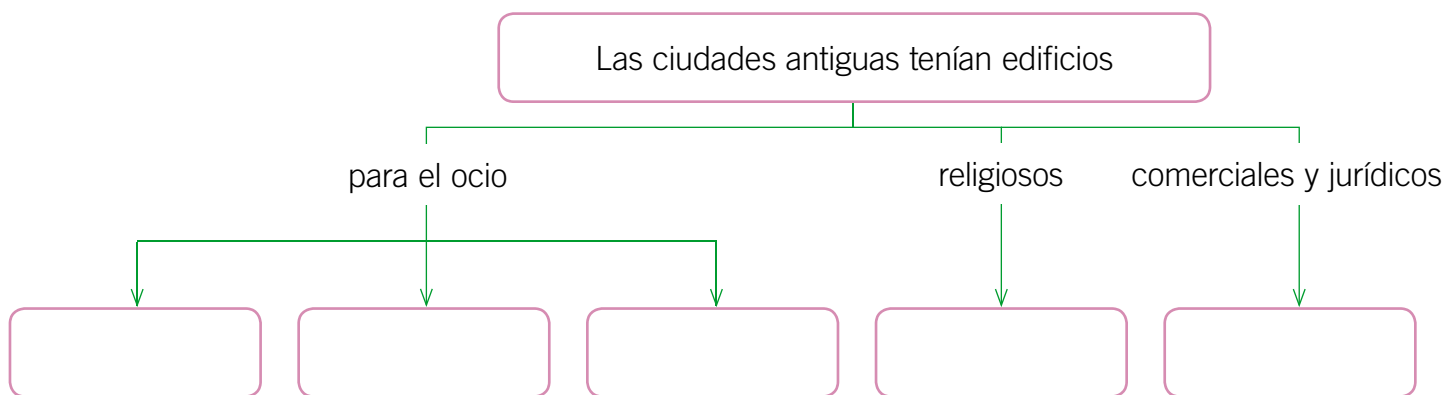 Las ciudades antiguas tenían edificios
para el ocio
religiosos
comerciales y jurídicos